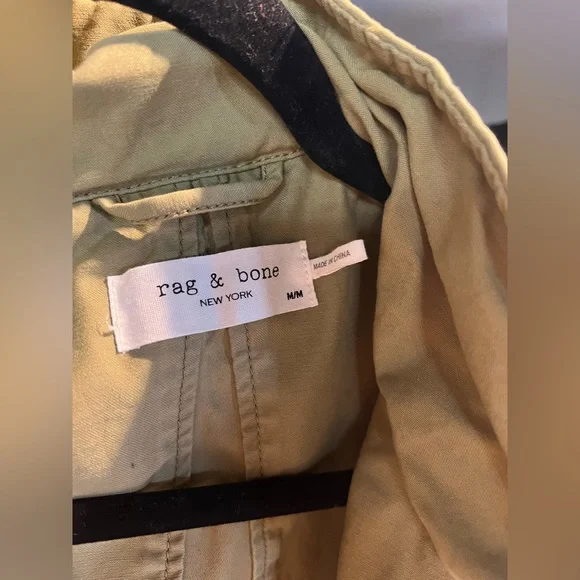 rag & bone
NEW YORK
M/M
MADE IN CHINA